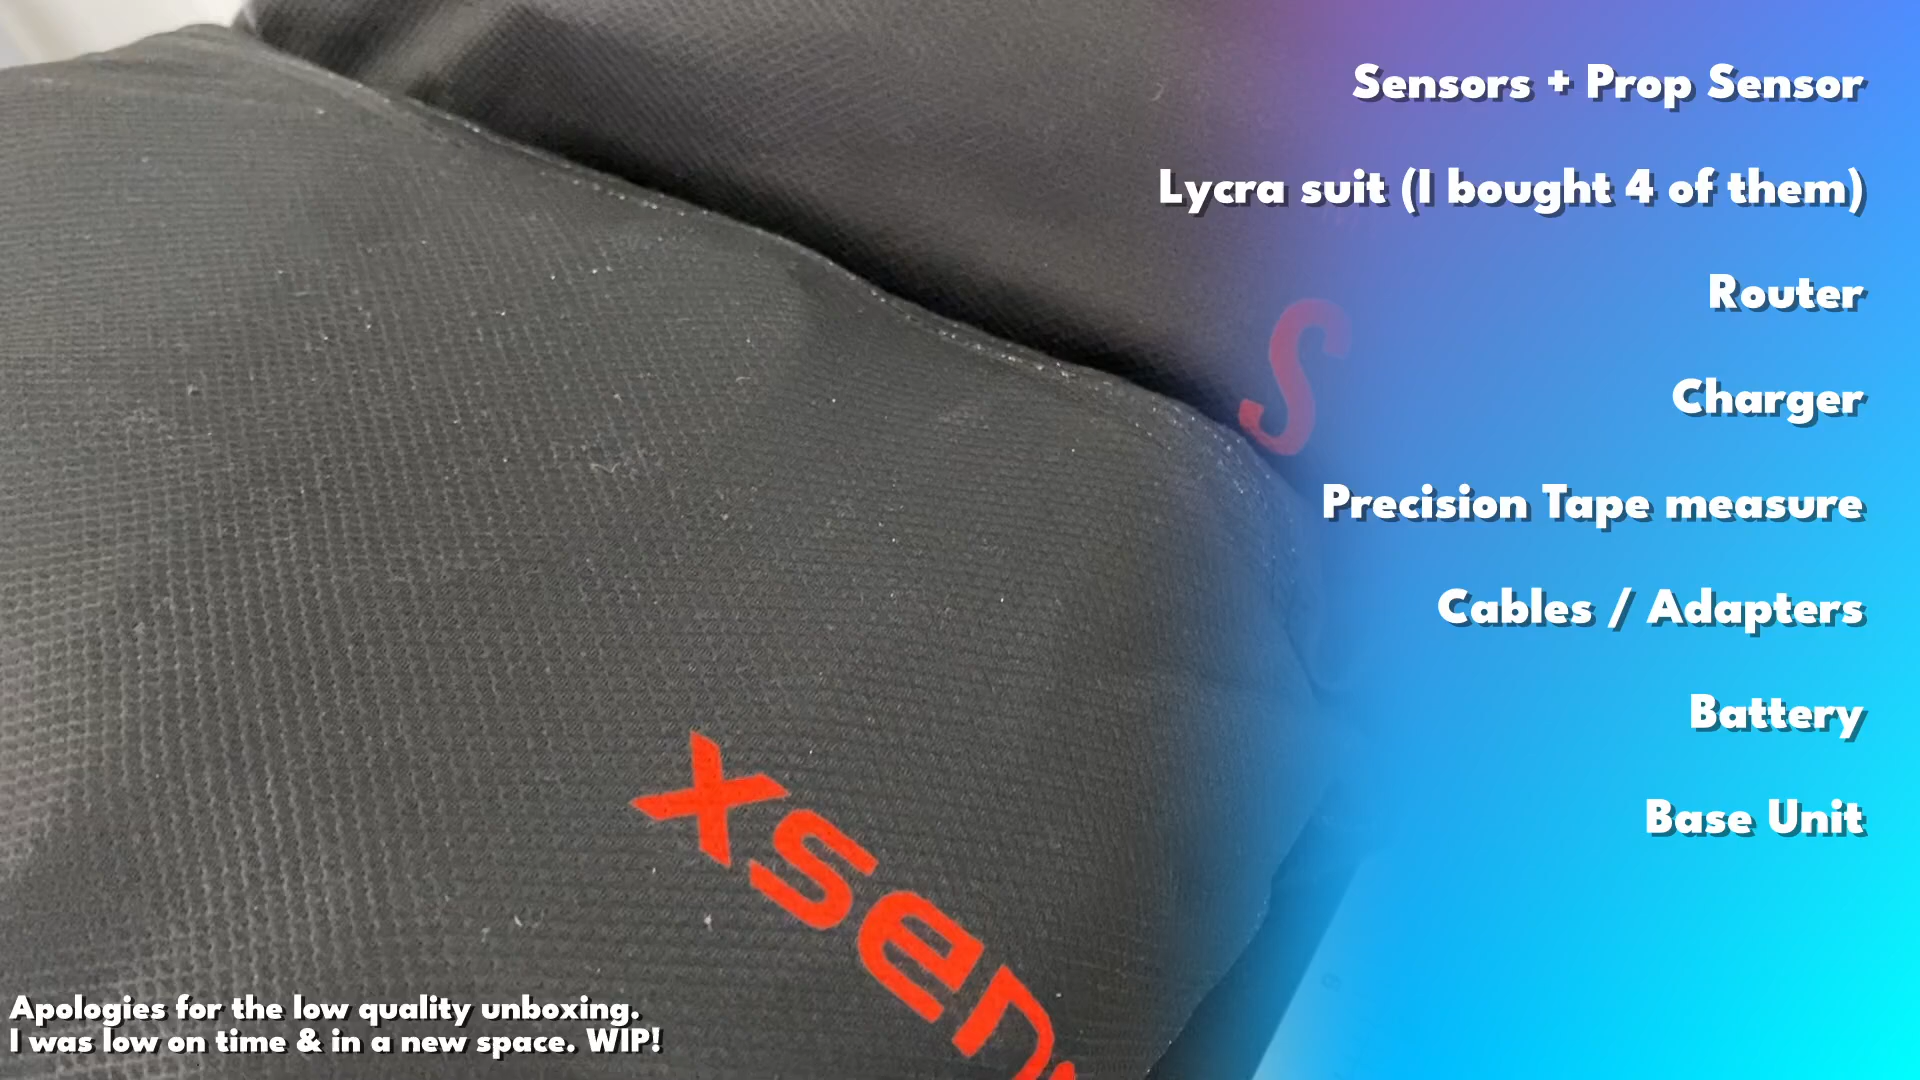 Sensors + Prop Sensor
Lycra suit (I bought 4 of them)
Router
Charger
Precision Tape measure
Cables / Adapters
Battery
Base Unit
xsen
Apologies for the low quality unboxing.
I was low on time & in a new space. WIP!